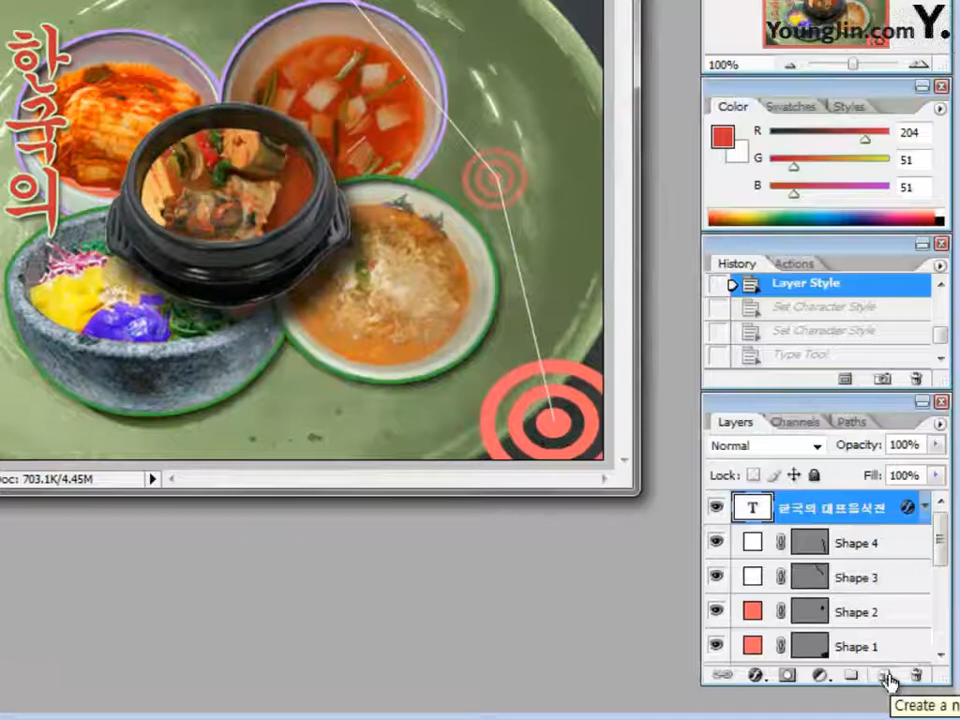 YoungJin.com Y.
한국의
100%
Color Swatches Styles
R 204
G 51
B 51
History Actions
Layer Style
Set Character Style
Set Character Style
Type Tool
Layers Channels Paths
Normal Opacity: 100%
Lock: Fill: 100%
T 한국의 대표음식전
Shape 4
Shape 3
Shape 2
Shape 1
Doc: 703.1K/4.45M
Create a n